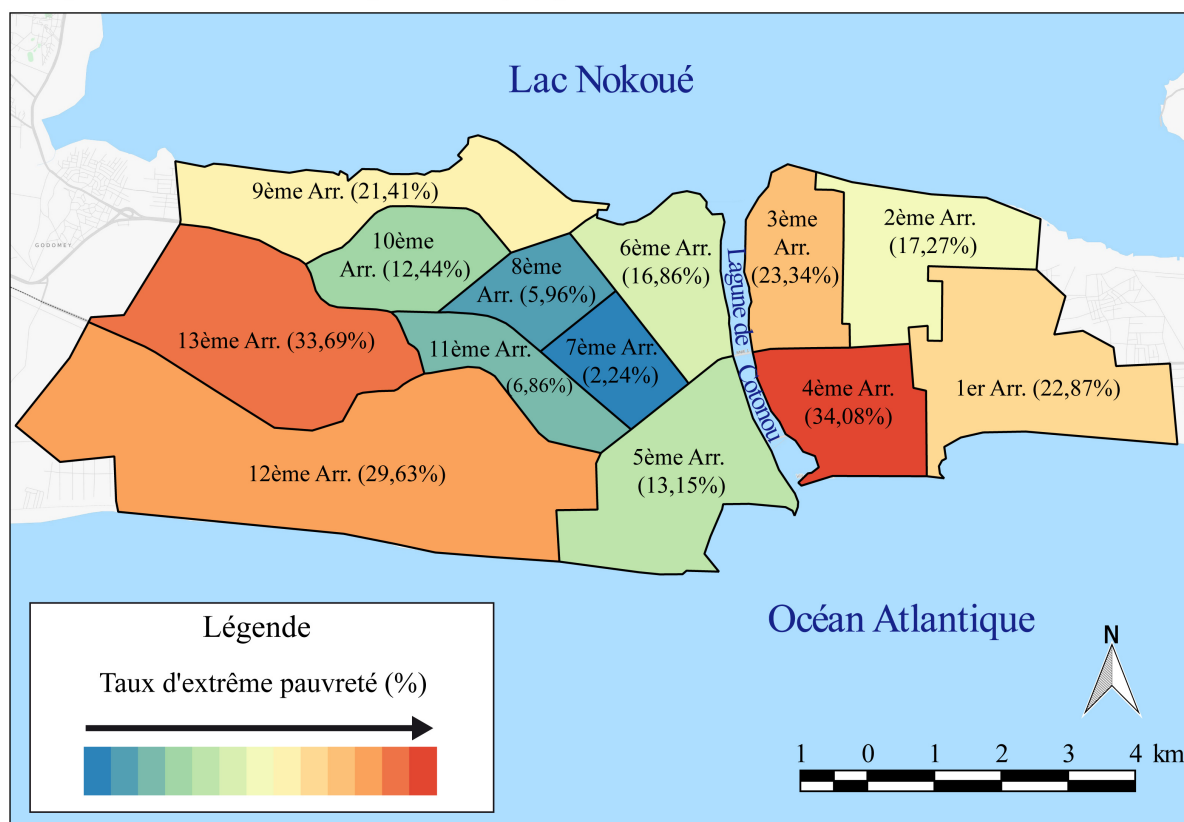 Lac Nokoué
9ème Arr. (21,41%)
10ème
Arr. (12,44%)
8ème
Arr. (5,96%)
6ème Arr.
(16,86%)
3ème
Arr.
(23,34%)
2ème Arr.
(17,27%)
Lagune de Cotonou
GODOMEY
13ème Arr. (33,69%)
11ème Arr.
(6,86%)
7ème Arr.
(2,24%)
4ème Arr.
(34,08%)
1er Arr. (22,87%)
12ème Arr. (29,63%)
5ème Arr.
(13,15%)
Océan Atlantique
Légende
Taux d'extrême pauvreté (%)
N
1 0 1 2 3 4 km